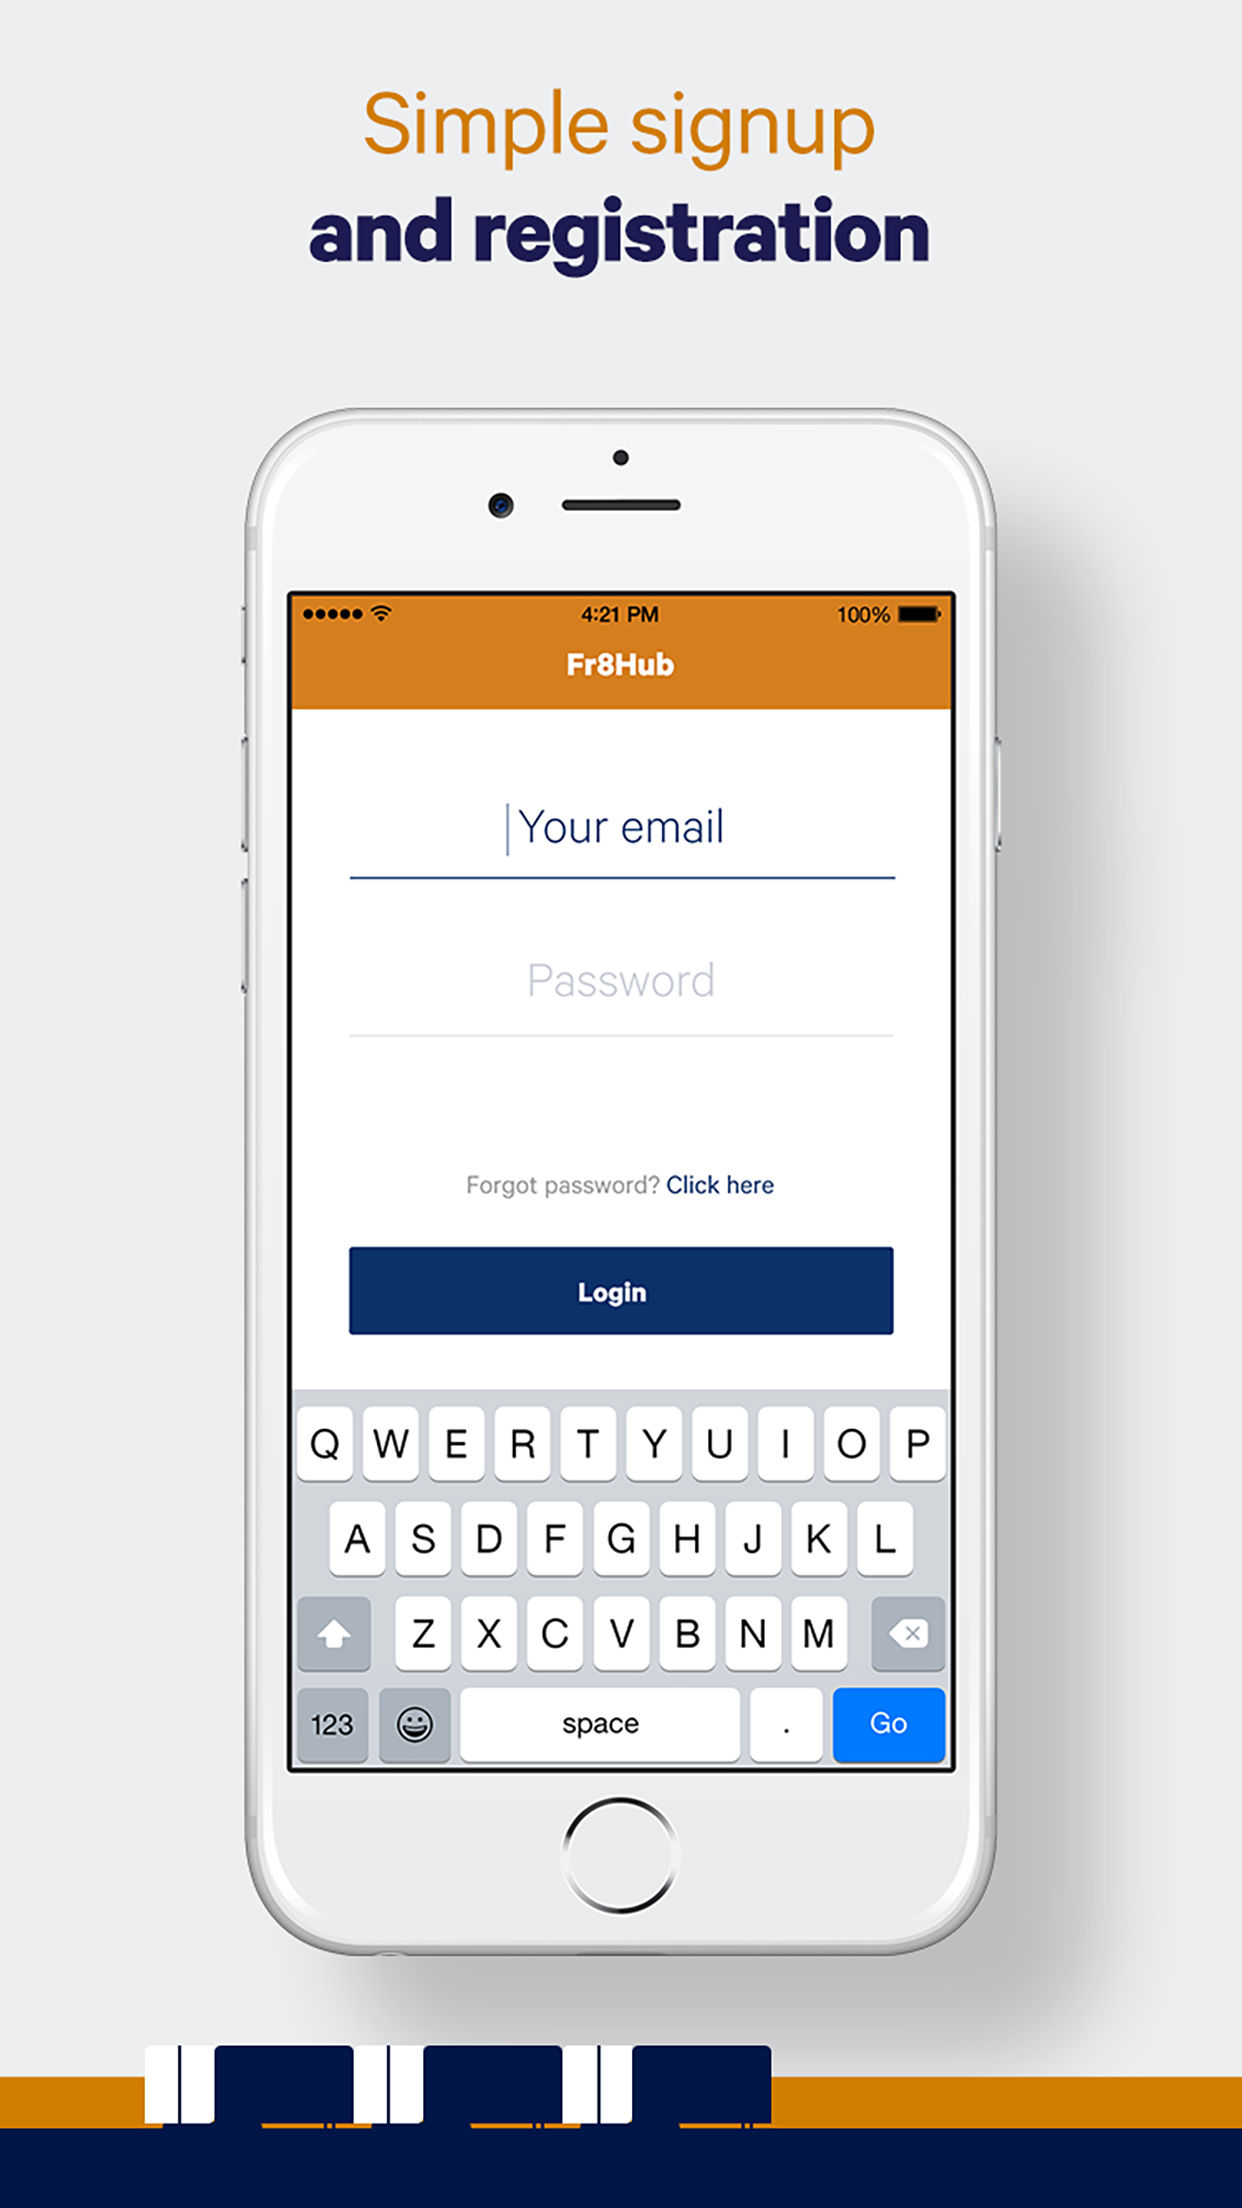 Simple signup
and registration
4:21 PM 100%
Fr8Hub
Your email
Password
Forgot password? Click here
Login
Q W E R T Y U I O P
A S D F G H J K L
Z X C V B N M
123 space . Go